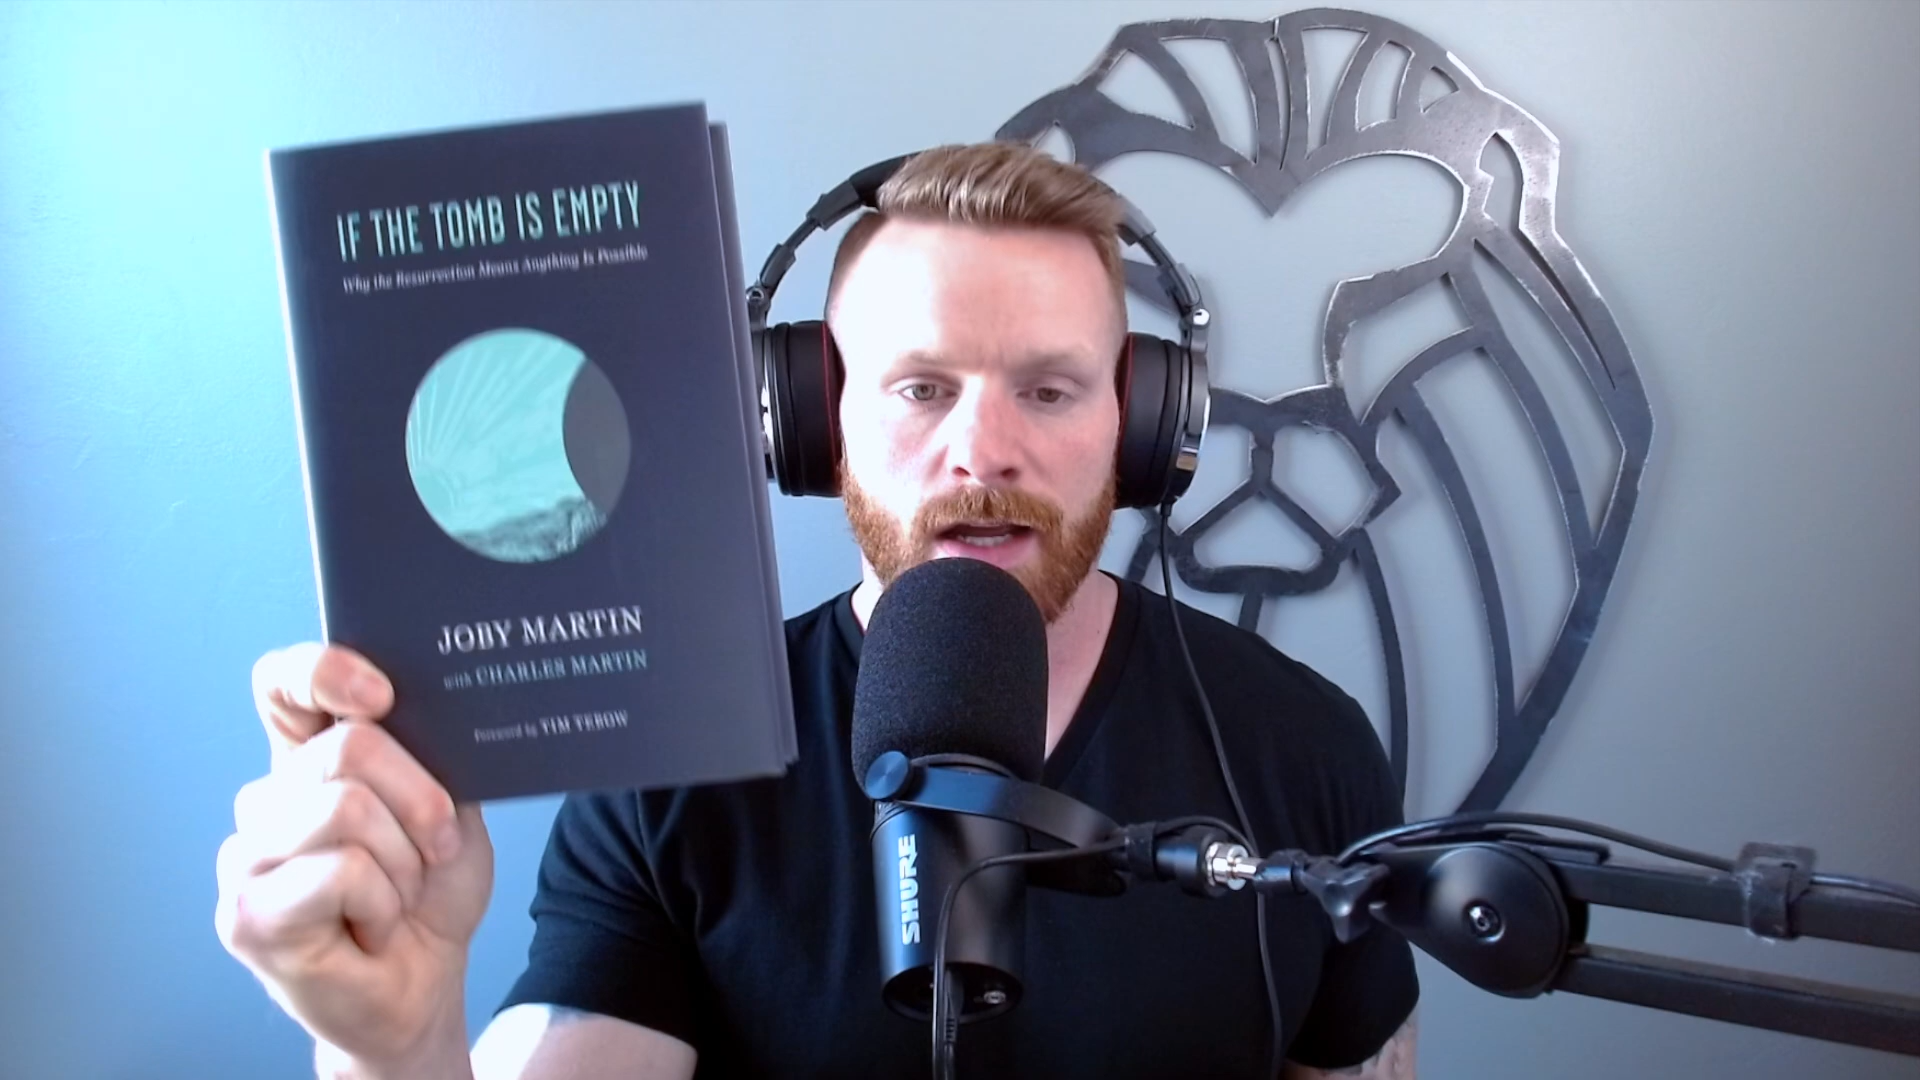 IF THE TOMB IS EMPTY
Why the Resurrection Means Anything Is Possible
JOBY MARTIN
with CHARLES MARTIN
Foreword by TIM TEBOW
SHURE